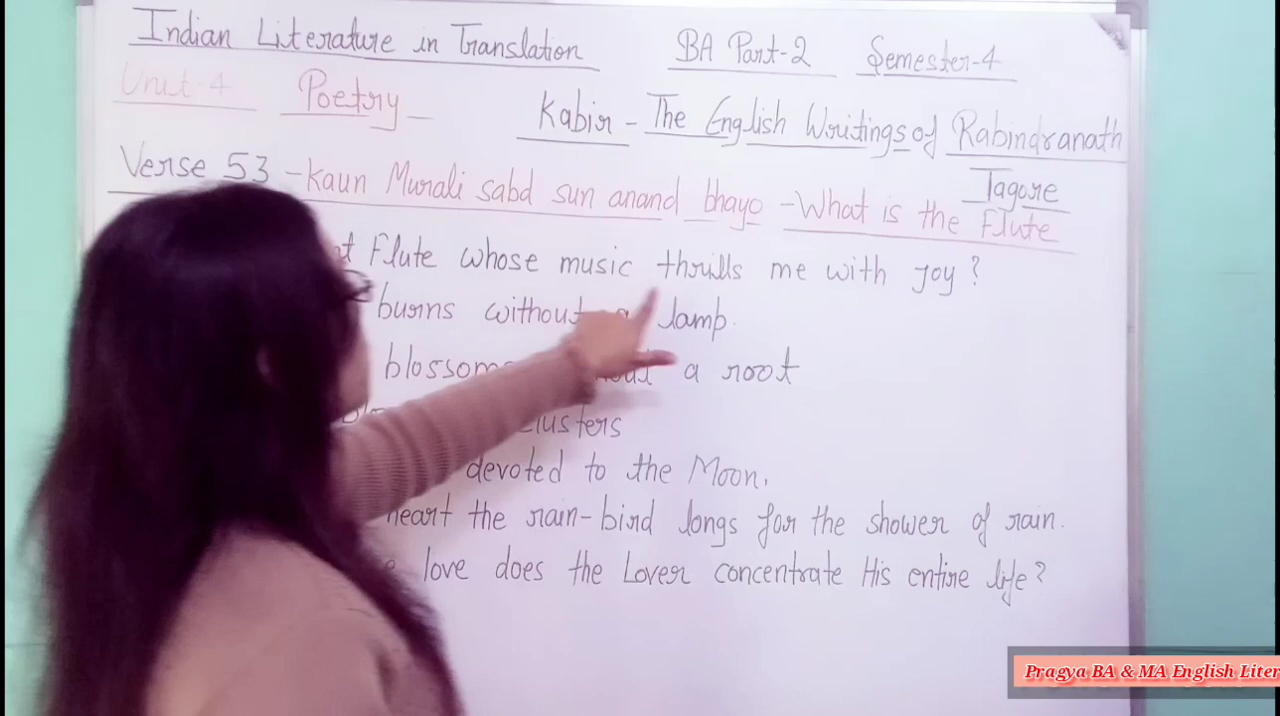 Indian Literature in Translation BA Part-2 Semester-4
Unit-4 Poetry Kabir - The English Writings of Rabindranath
Tagore
Verse 53 - Kaun Murali sabd sun anand bhayo - What is the Flute
Flute whose music thrills me with joy?
burns without a lamp.
blossoms a root
clusters
devoted to the Moon.
heart the rain-bird longs for the shower of rain.
love does the Lover concentrate His entire life?
Pragya BA & MA English Liter